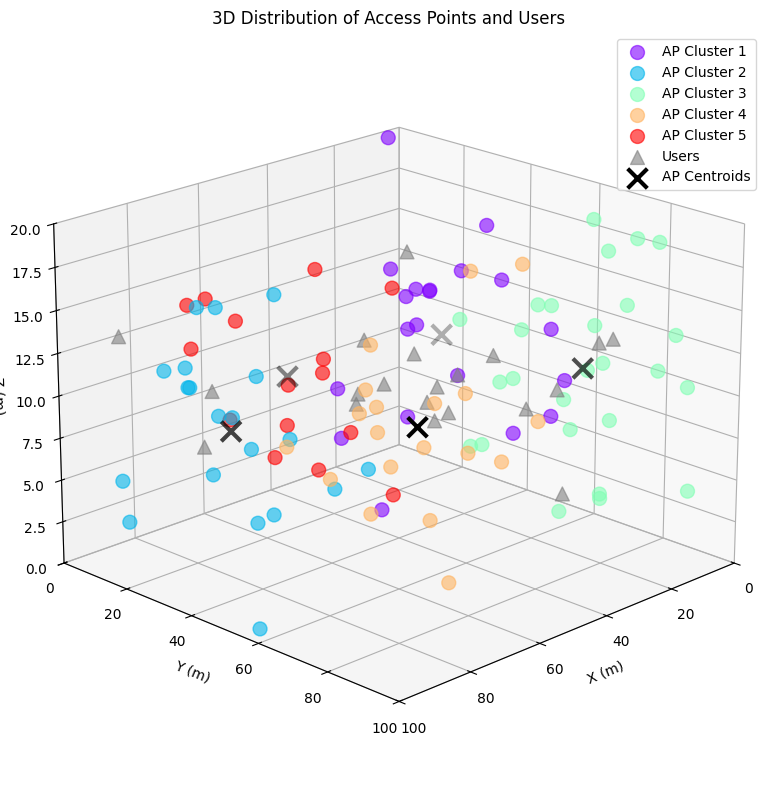 3D Distribution of Access Points and Users
AP Cluster 1
AP Cluster 2
AP Cluster 3
AP Cluster 4
AP Cluster 5
Users
AP Centroids
20.0
17.5
15.0
12.5
10.0
7.5
5.0
2.5
0.0
0
20
40
60
80
100
Y (m)
100
80
60
40
20
0
X (m)